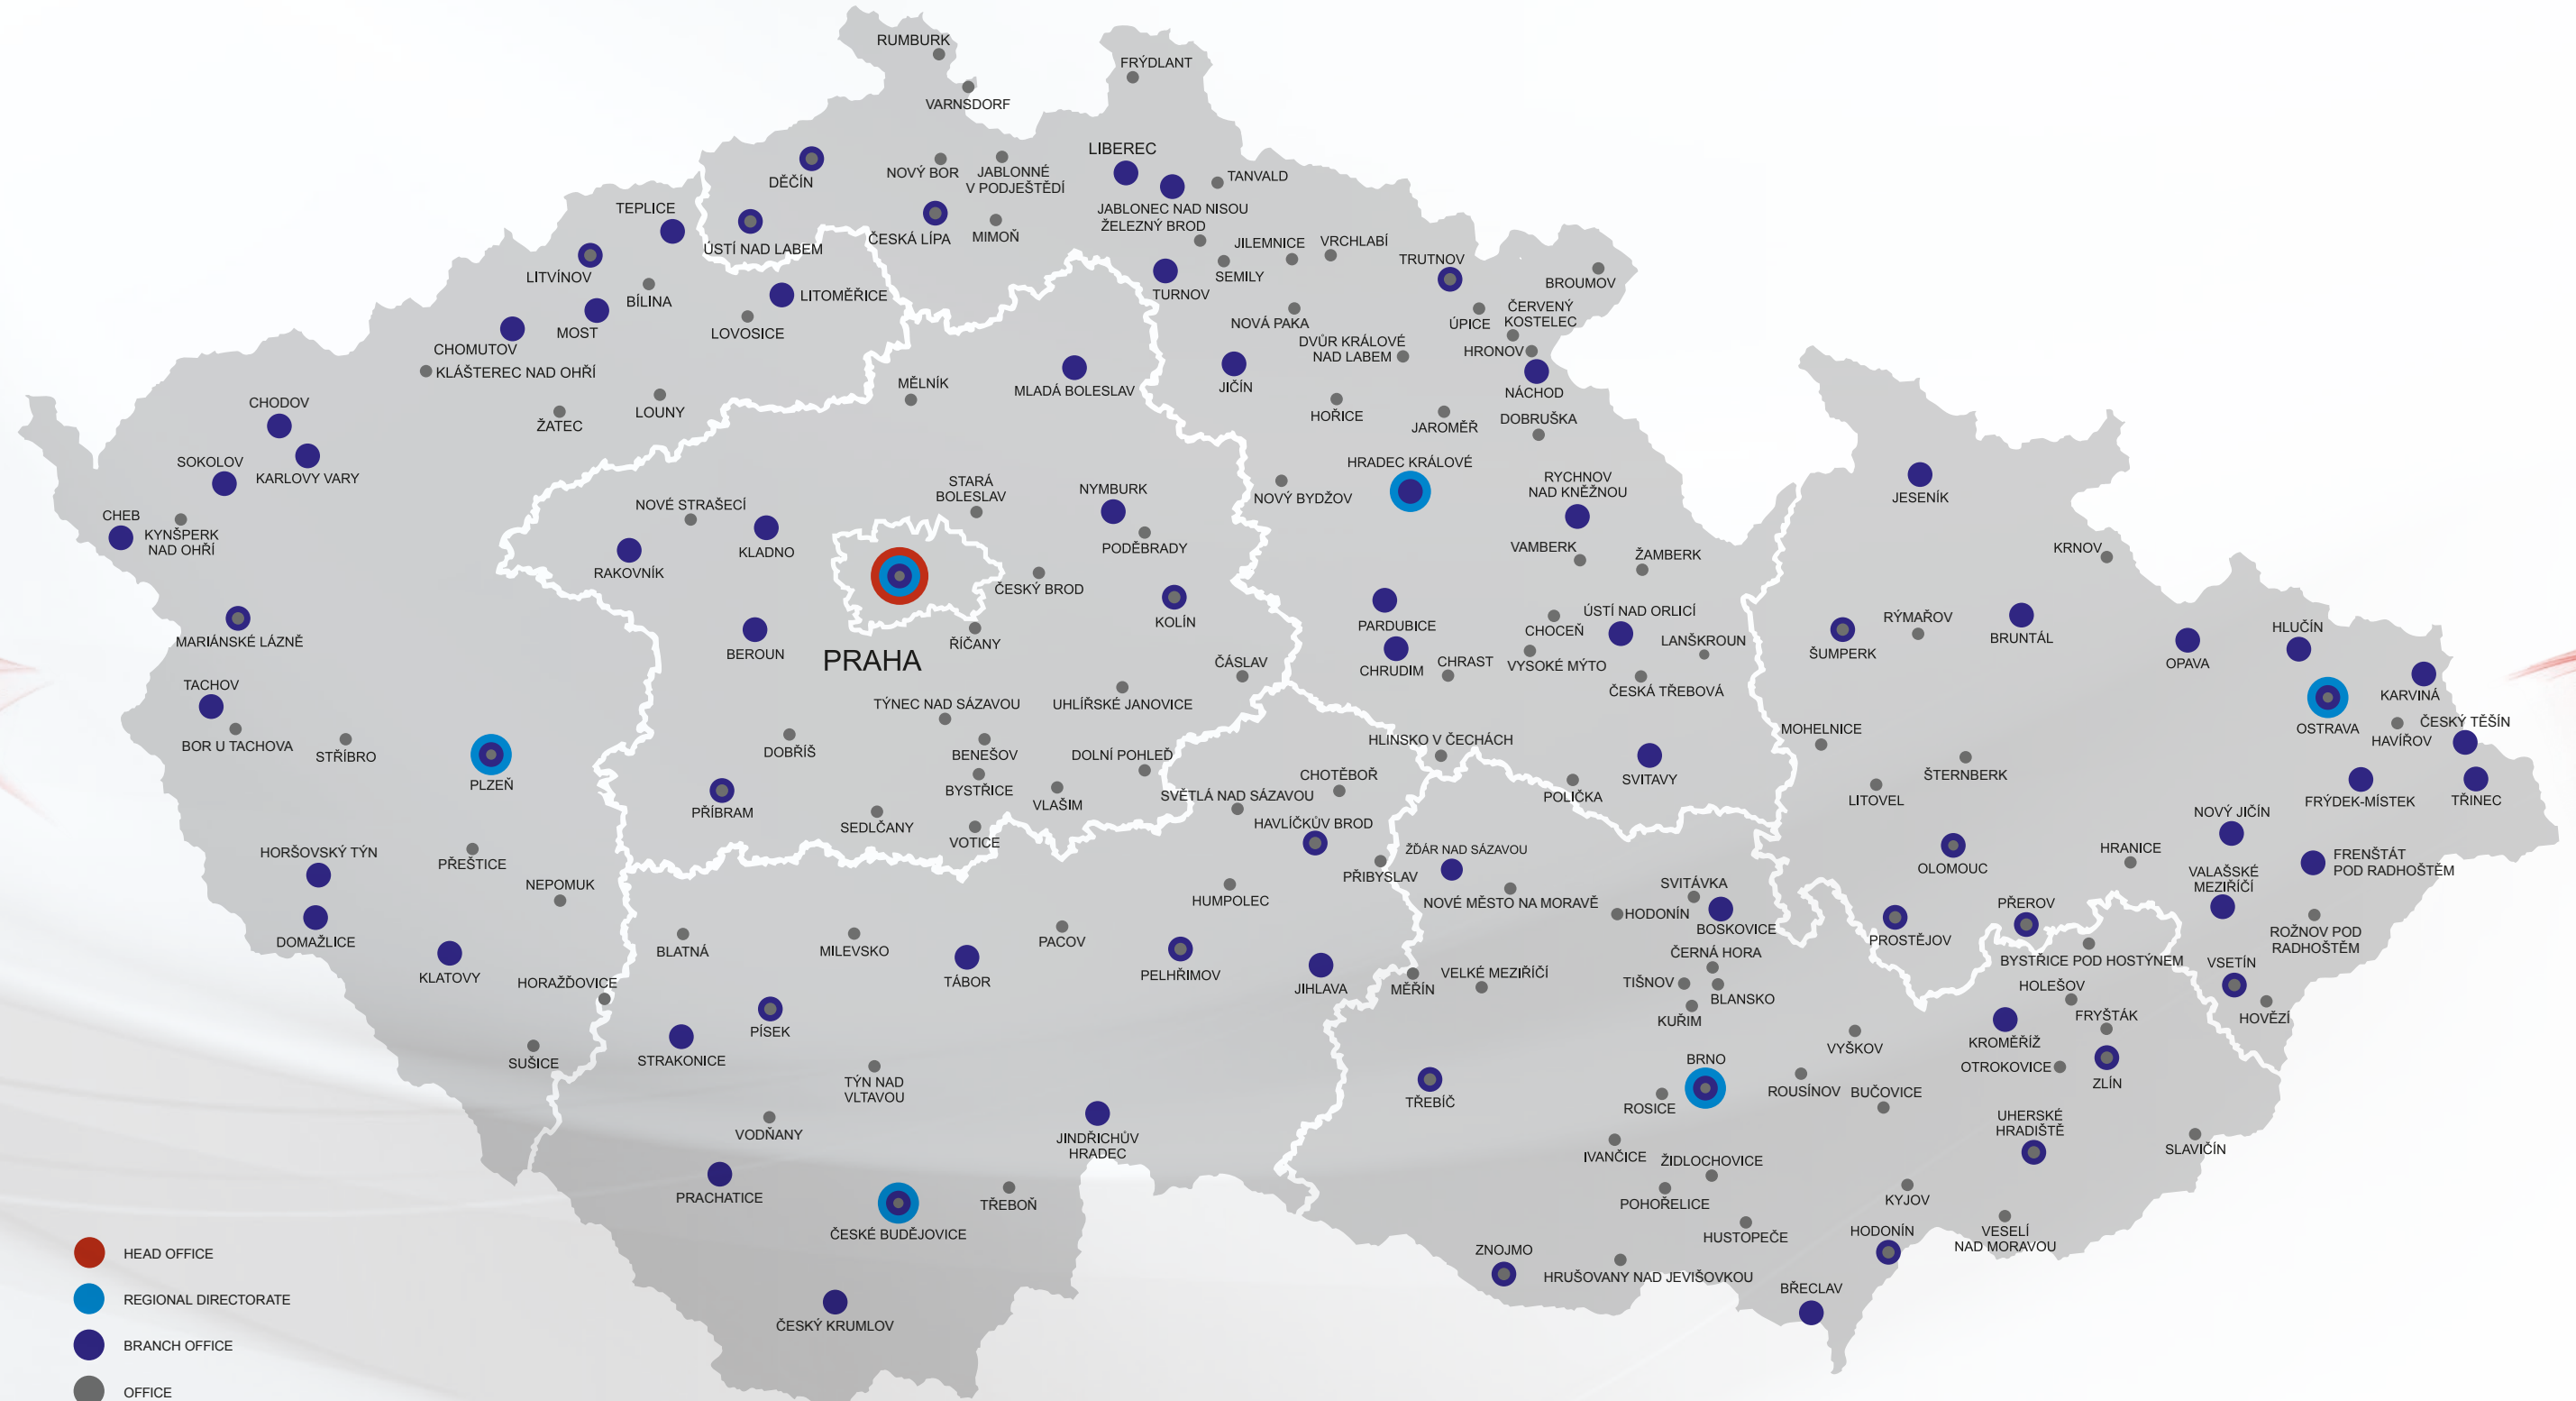 RUMBURK
FRÝDLANT
VARNSDORF
LIBEREC
DĚČÍN
NOVÝ BOR
JABLONNÉ
V PODJEŠTĚDÍ
TANVALD
TEPLICE
JABLONEC NAD NISOU
ŽELEZNÝ BROD
ÚSTÍ NAD LABEM
ČESKÁ LÍPA
MIMOŇ
JILEMNICE
VRCHLABÍ
TRUTNOV
LITVÍNOV
SEMILY
BROUMOV
BÍLINA
LITOMĚŘICE
TURNOV
ČERVENÝ
KOSTELEC
MOST
LOVOSICE
NOVÁ PAKA
ÚPICE
CHOMUTOV
DVŮR KRÁLOVÉ
NAD LABEM
HRONOV
KLÁŠTEREC NAD OHŘÍ
MĚLNÍK
MLADÁ BOLESLAV
JIČÍN
NÁCHOD
CHODOV
LOUNY
ŽATEC
HOŘICE
JAROMĚŘ
DOBRUŠKA
SOKOLOV
KARLOVY VARY
HRADEC KRÁLOVÉ
STARÁ
BOLESLAV
NYMBURK
NOVÝ BYDŽOV
RYCHNOV
NAD KNĚŽNOU
JESENÍK
NOVÉ STRAŠECÍ
CHEB
KYNŠPERK
NAD OHŘÍ
KLADNO
PODĚBRADY
VAMBERK
ŽAMBERK
KRNOV
RAKOVNÍK
ČESKÝ BROD
MARIÁNSKÉ LÁZNĚ
KOLÍN
PARDUBICE
CHOCEŇ
ÚSTÍ NAD ORLICÍ
LANŠKROUN
RÝMAŘOV
BRUNTÁL
HLUČÍN
BEROUN
PRAHA
ŘÍČANY
ČÁSLAV
CHRUDIM
CHRAST
VYSOKÉ MÝTO
ŠUMPERK
OPAVA
TACHOV
ČESKÁ TŘEBOVÁ
KARVINÁ
TÝNEC NAD SÁZAVOU
UHLÍŘSKÉ JANOVICE
OSTRAVA
HAVÍŘOV
ČESKÝ TĚŠÍN
BOR U TACHOVA
STŘÍBRO
DOBŘÍŠ
BENEŠOV
DOLNÍ POHLEĎ
HLINSKO V ČECHÁCH
MOHELNICE
PLZEŇ
BYSTŘICE
CHOTĚBOŘ
SVITAVY
ŠTERNBERK
PŘÍBRAM
VLAŠIM
SVĚTLÁ NAD SÁZAVOU
POLIČKA
LITOVEL
FRÝDEK-MÍSTEK
TŘINEC
SEDLČANY
VOTICE
HAVLÍČKŮV BROD
NOVÝ JIČÍN
HORŠOVSKÝ TÝN
PŘEŠTICE
ŽĎÁR NAD SÁZAVOU
PŘIBYSLAV
OLOMOUC
HRANICE
FRENŠTÁT
POD RADHOŠTĚM
VALAŠSKÉ
MEZIŘÍČÍ
NEPOMUK
HUMPOLEC
NOVÉ MĚSTO NA MORAVĚ
SVITÁVKA
HODONÍN
BOSKOVICE
PŘEROV
PROSTĚJOV
DOMAŽLICE
BLATNÁ
MILEVSKO
PACOV
ROŽNOV POD
RADHOŠTĚM
KLATOVY
TÁBOR
PELHŘIMOV
JIHLAVA
MĚŘÍN
VELKÉ MEZIŘÍČÍ
ČERNÁ HORA
BYSTŘICE POD HOSTÝNEM
VSETÍN
HORAŽĎOVICE
TIŠNOV
BLANSKO
HOLEŠOV
KUŘIM
FRYŠTÁK
HOVĚZÍ
PÍSEK
STRAKONICE
SUŠICE
VYŠKOV
KROMĚŘÍŽ
BRNO
OTROKOVICE
ZLÍN
TÝN NAD
VLTAVOU
TŘEBÍČ
ROSICE
ROUSÍNOV
BUČOVICE
VODŇANY
JINDŘICHŮV
HRADEC
UHERSKÉ
HRADIŠTĚ
IVANČICE
ŽIDLOCHOVICE
SLAVIČÍN
PRACHATICE
TŘEBOŇ
POHOŘELICE
KYJOV
ČESKÉ BUDĚJOVICE
HUSTOPEČE
HODONÍN
VESELÍ
NAD MORAVOU
ZNOJMO
HRUŠOVANY NAD JEVIŠOVKOU
BŘECLAV
ČESKÝ KRUMLOV
HEAD OFFICE
REGIONAL DIRECTORATE
BRANCH OFFICE
OFFICE